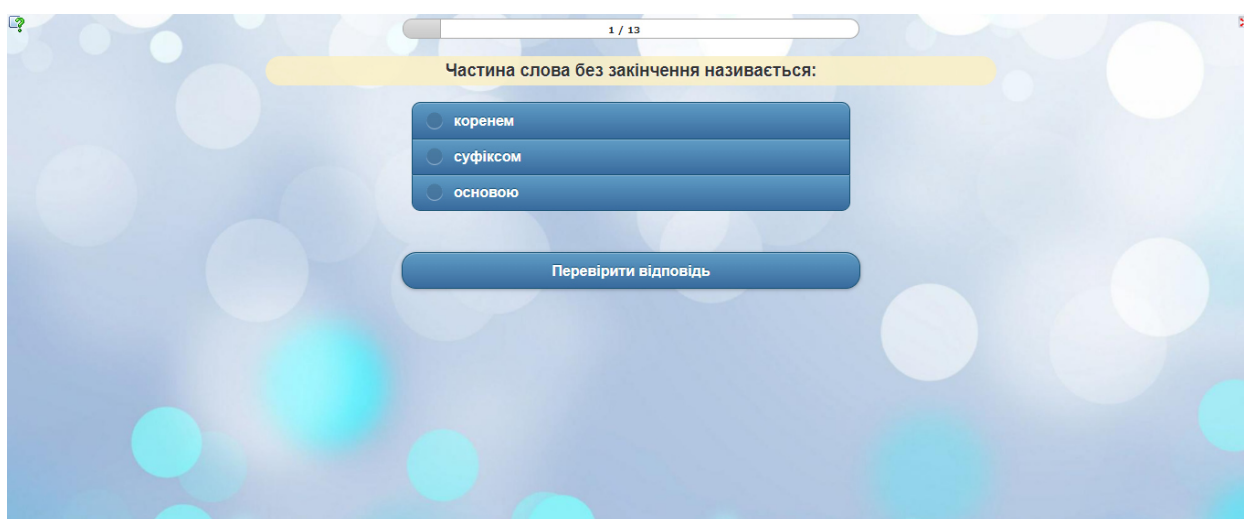 1 / 13
Частина слова без закінчення називається:
коренем
суфіксом
основою
Перевірити відповідь